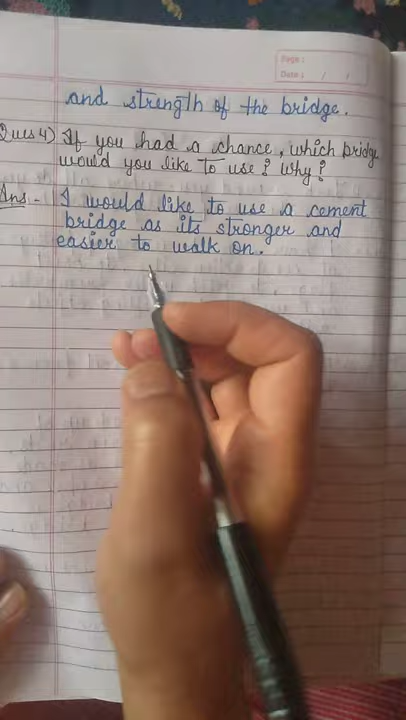 Page :
Date : / /
and strength of the bridge.
Ques 4) If you had a chance, which bridge
would you like to use? Why?
Ans - I would like to use a cement
bridge as its stronger and
easier to walk on.